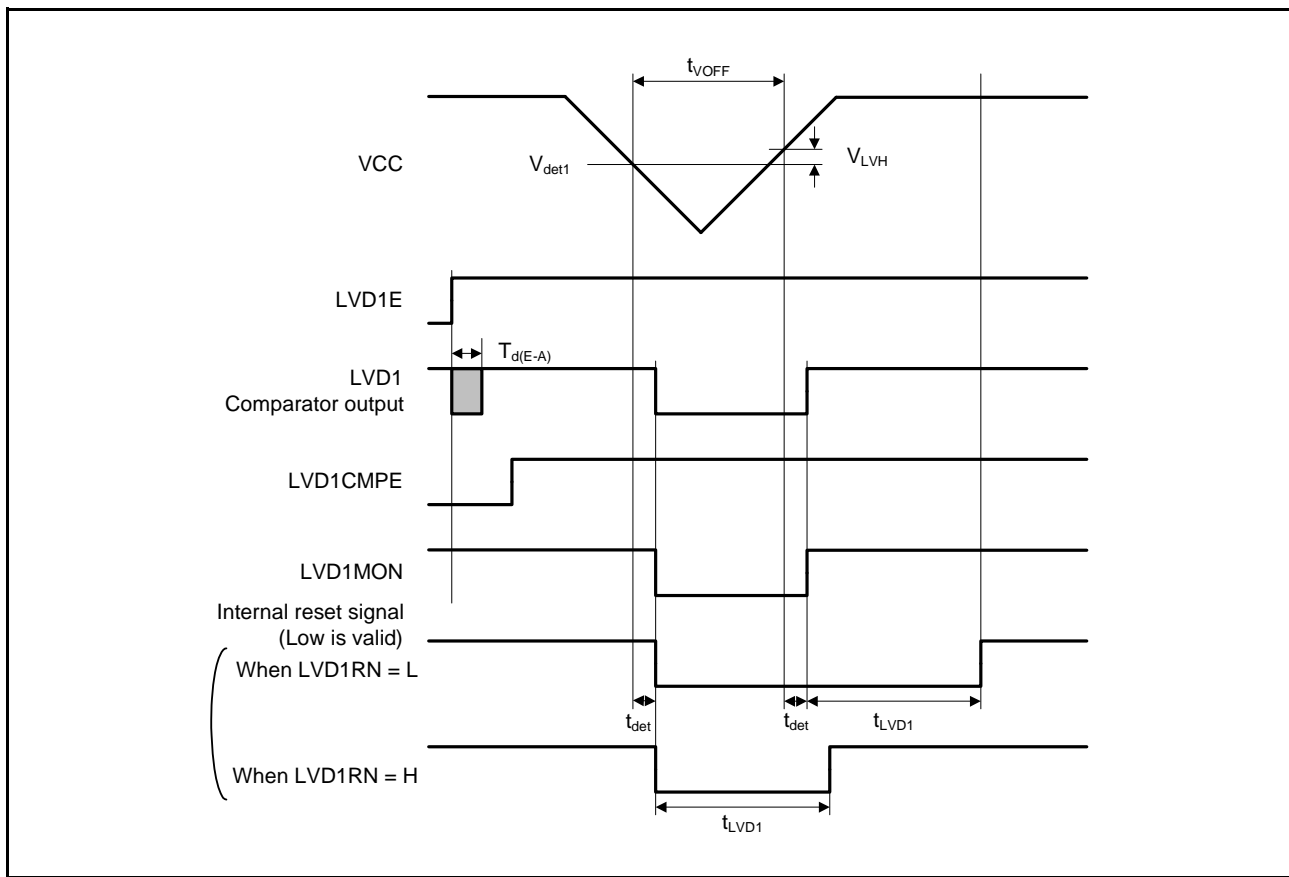 tVOFF
VCC
Vdet1
VLVH
LVD1E
Td(E-A)
LVD1
Comparator output
LVD1CMPE
LVD1MON
Internal reset signal
(Low is valid)
When LVD1RN = L
tdet
tdet
tLVD1
When LVD1RN = H
tLVD1